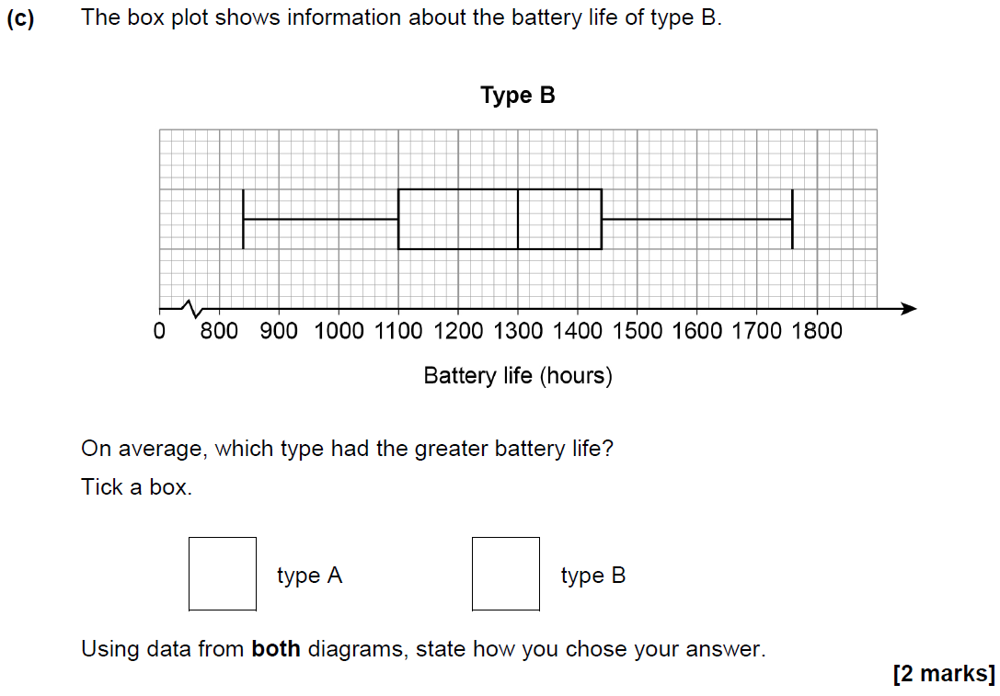 (c) The box plot shows information about the battery life of type B.
Type B
0 800 900 1000 1100 1200 1300 1400 1500 1600 1700 1800
Battery life (hours)
On average, which type had the greater battery life?
Tick a box.
type A type B
Using data from both diagrams, state how you chose your answer.
[2 marks]